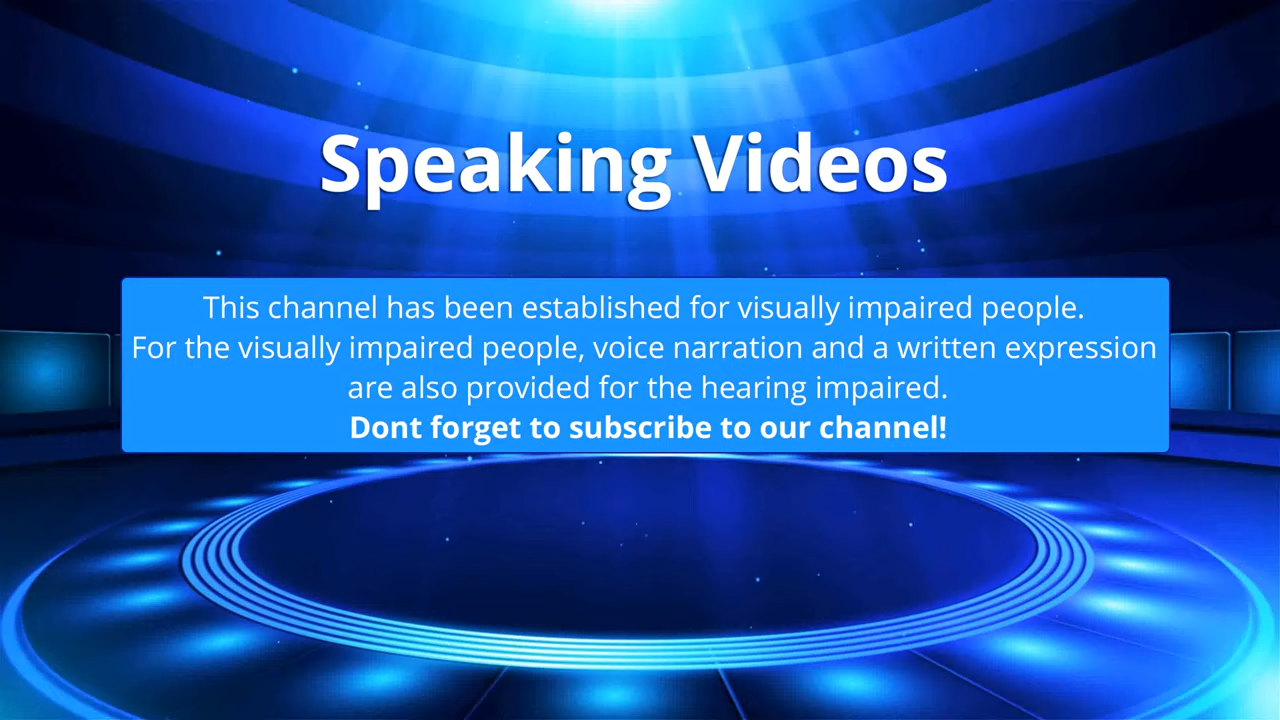 Speaking Videos
This channel has been established for visually impaired people.
For the visually impaired people, voice narration and a written expression
are also provided for the hearing impaired.
Dont forget to subscribe to our channel!